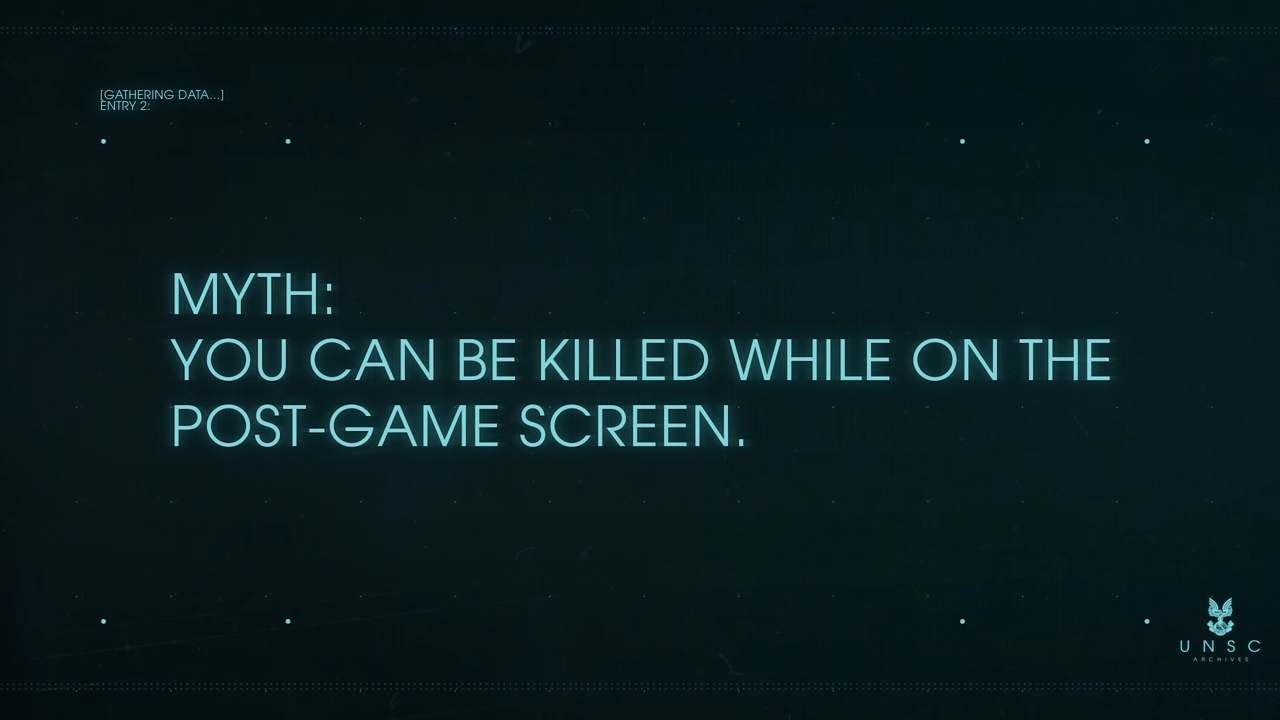 [GATHERING DATA...]
ENTRY 2:
MYTH:
YOU CAN BE KILLED WHILE ON THE
POST-GAME SCREEN.
UNSC
ARCHIVES